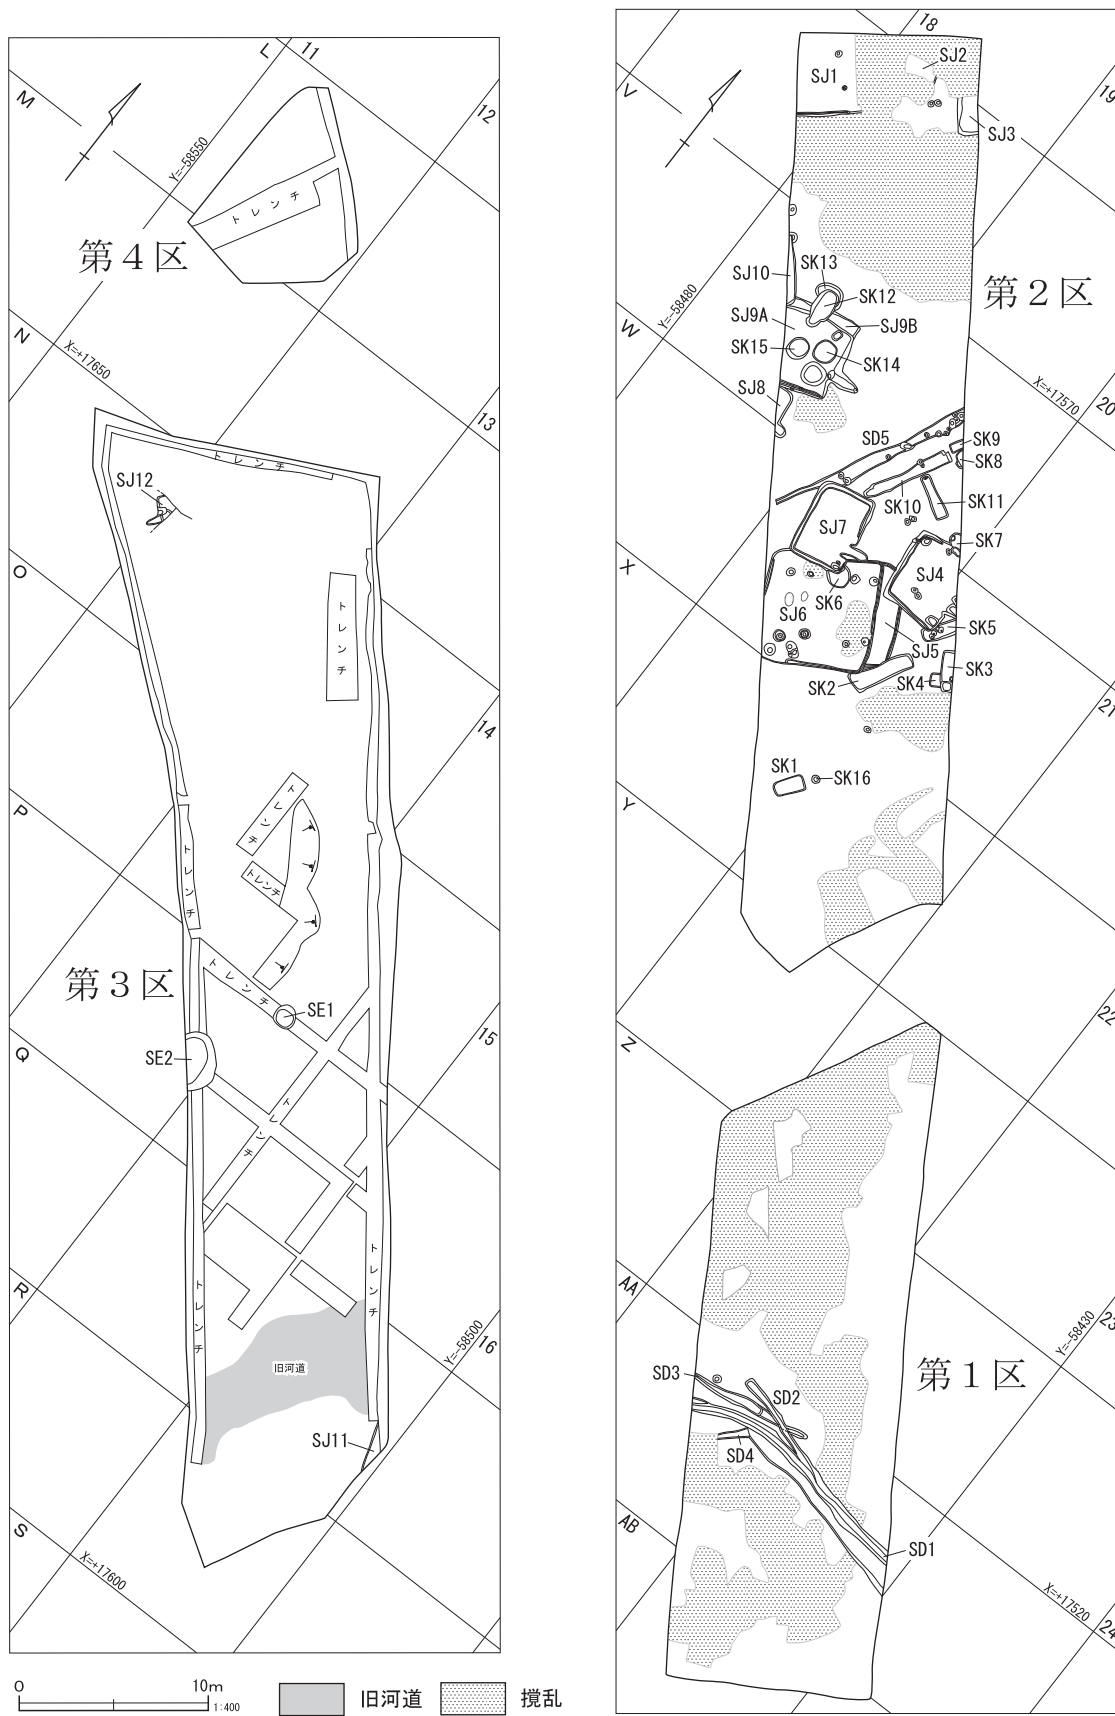 L
11
M
12
Y=-58550
トレンチ
第4区
N
X=+17650
13
トレンチ
SJ12
O
トレンチ
14
P
トレンチ
トレンチ
トレンチ
第3区
トレンチ
SE1
SE2
15
Q
トレンチ
トレンチ
トレンチ
R
Y=-58500
16
旧河道
SJ11
S
X=+17600
0
10m
1:400
旧河道
攪乱
18
V
SJ1
SJ2
19
SJ3
SJ10
SK13
SK12
第2区
Y=-58480
W
SJ9A
SJ9B
SK15
SK14
SJ8
X=+17570
20
SD5
SK9
SK8
SK10
SK11
SJ7
SK7
X
SJ4
SK6
SJ6
SK5
SJ5
SK3
SK2
SK4
21
SK1
SK16
Y
22
Z
AA
23
Y=-58430
SD3
SD2
第1区
SD4
AB
SD1
X=+17520
24